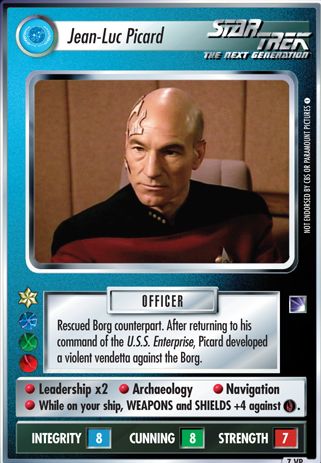 Jean-Luc Picard
STAR TREK
THE NEXT GENERATION
NOT ENDORSED BY CBS OR PARAMOUNT PICTURES
OFFICER
Rescued Borg counterpart. After returning to
his command of the U.S.S. Enterprise, Picard developed
a violent vendetta against the Borg.
Leadership x2 Archaeology Navigation
While on your ship, WEAPONS and SHIELDS +4 against .
INTEGRITY 8 CUNNING 8 STRENGTH 7
7 VP